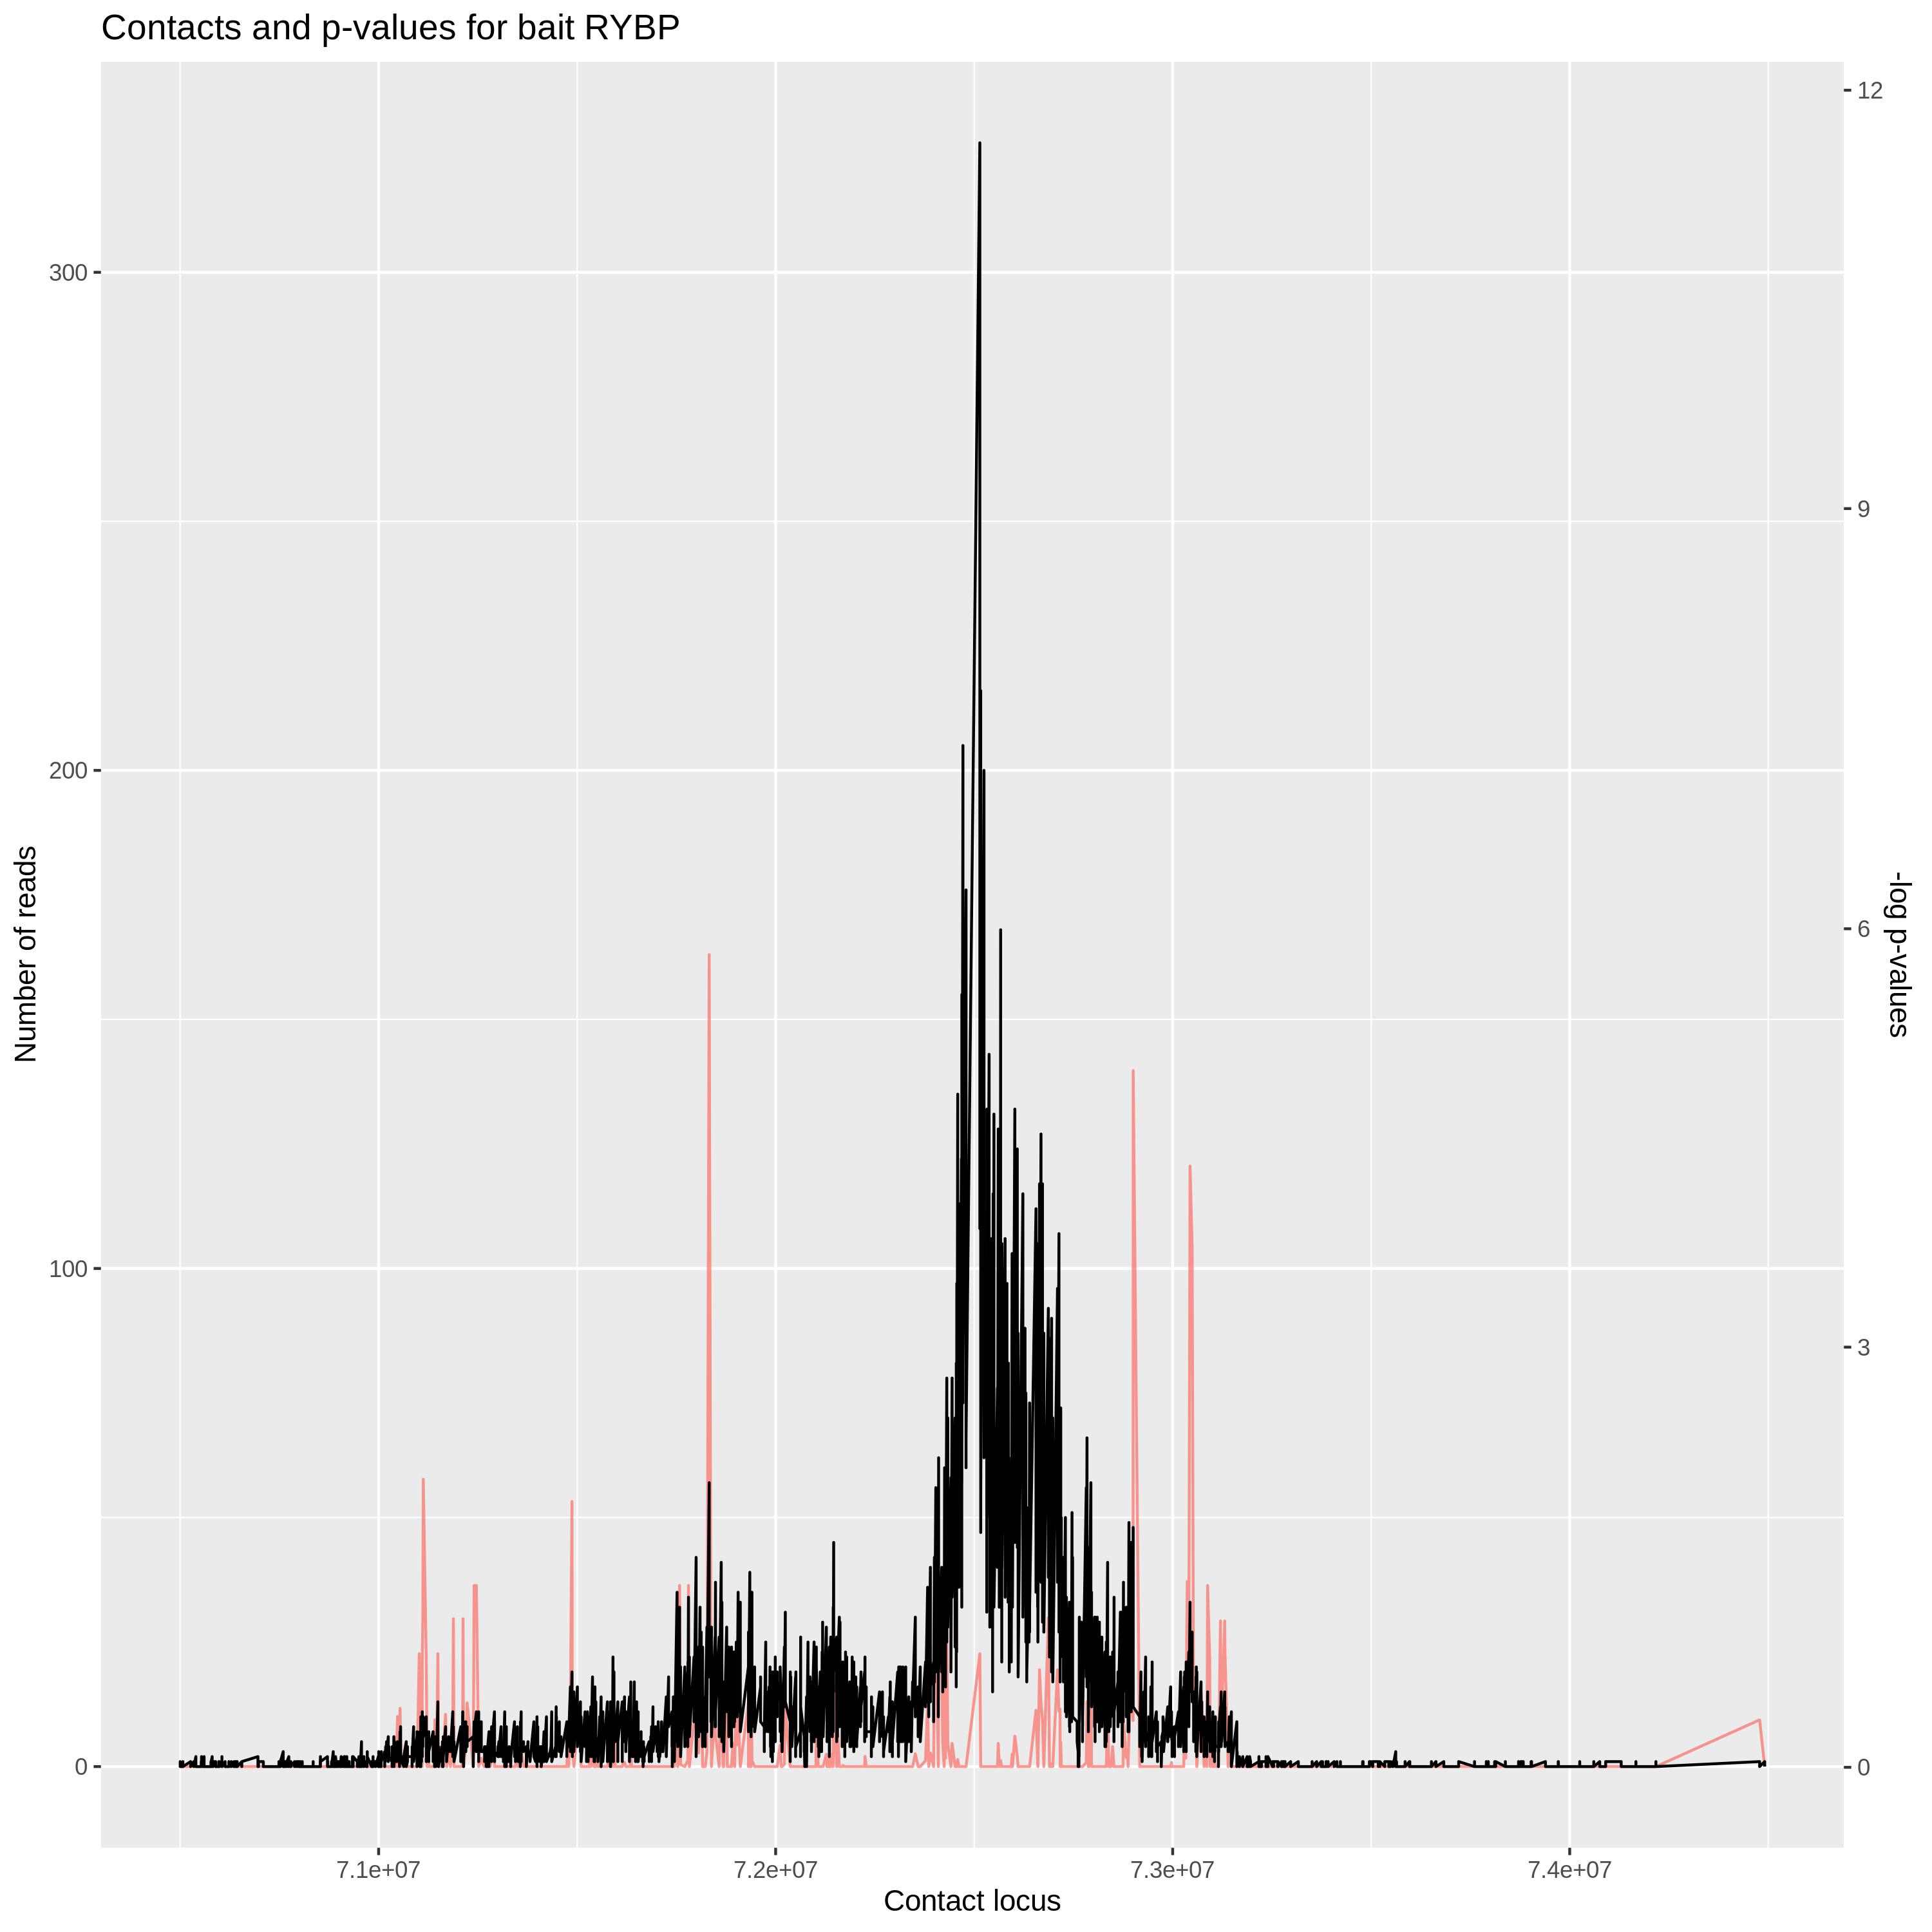 Contacts and p-values for bait RYBP
12
300
9
200
6
Number of reads
-log p-values
100
3
0
0
7.1e+07
7.2e+07
7.3e+07
7.4e+07
Contact locus